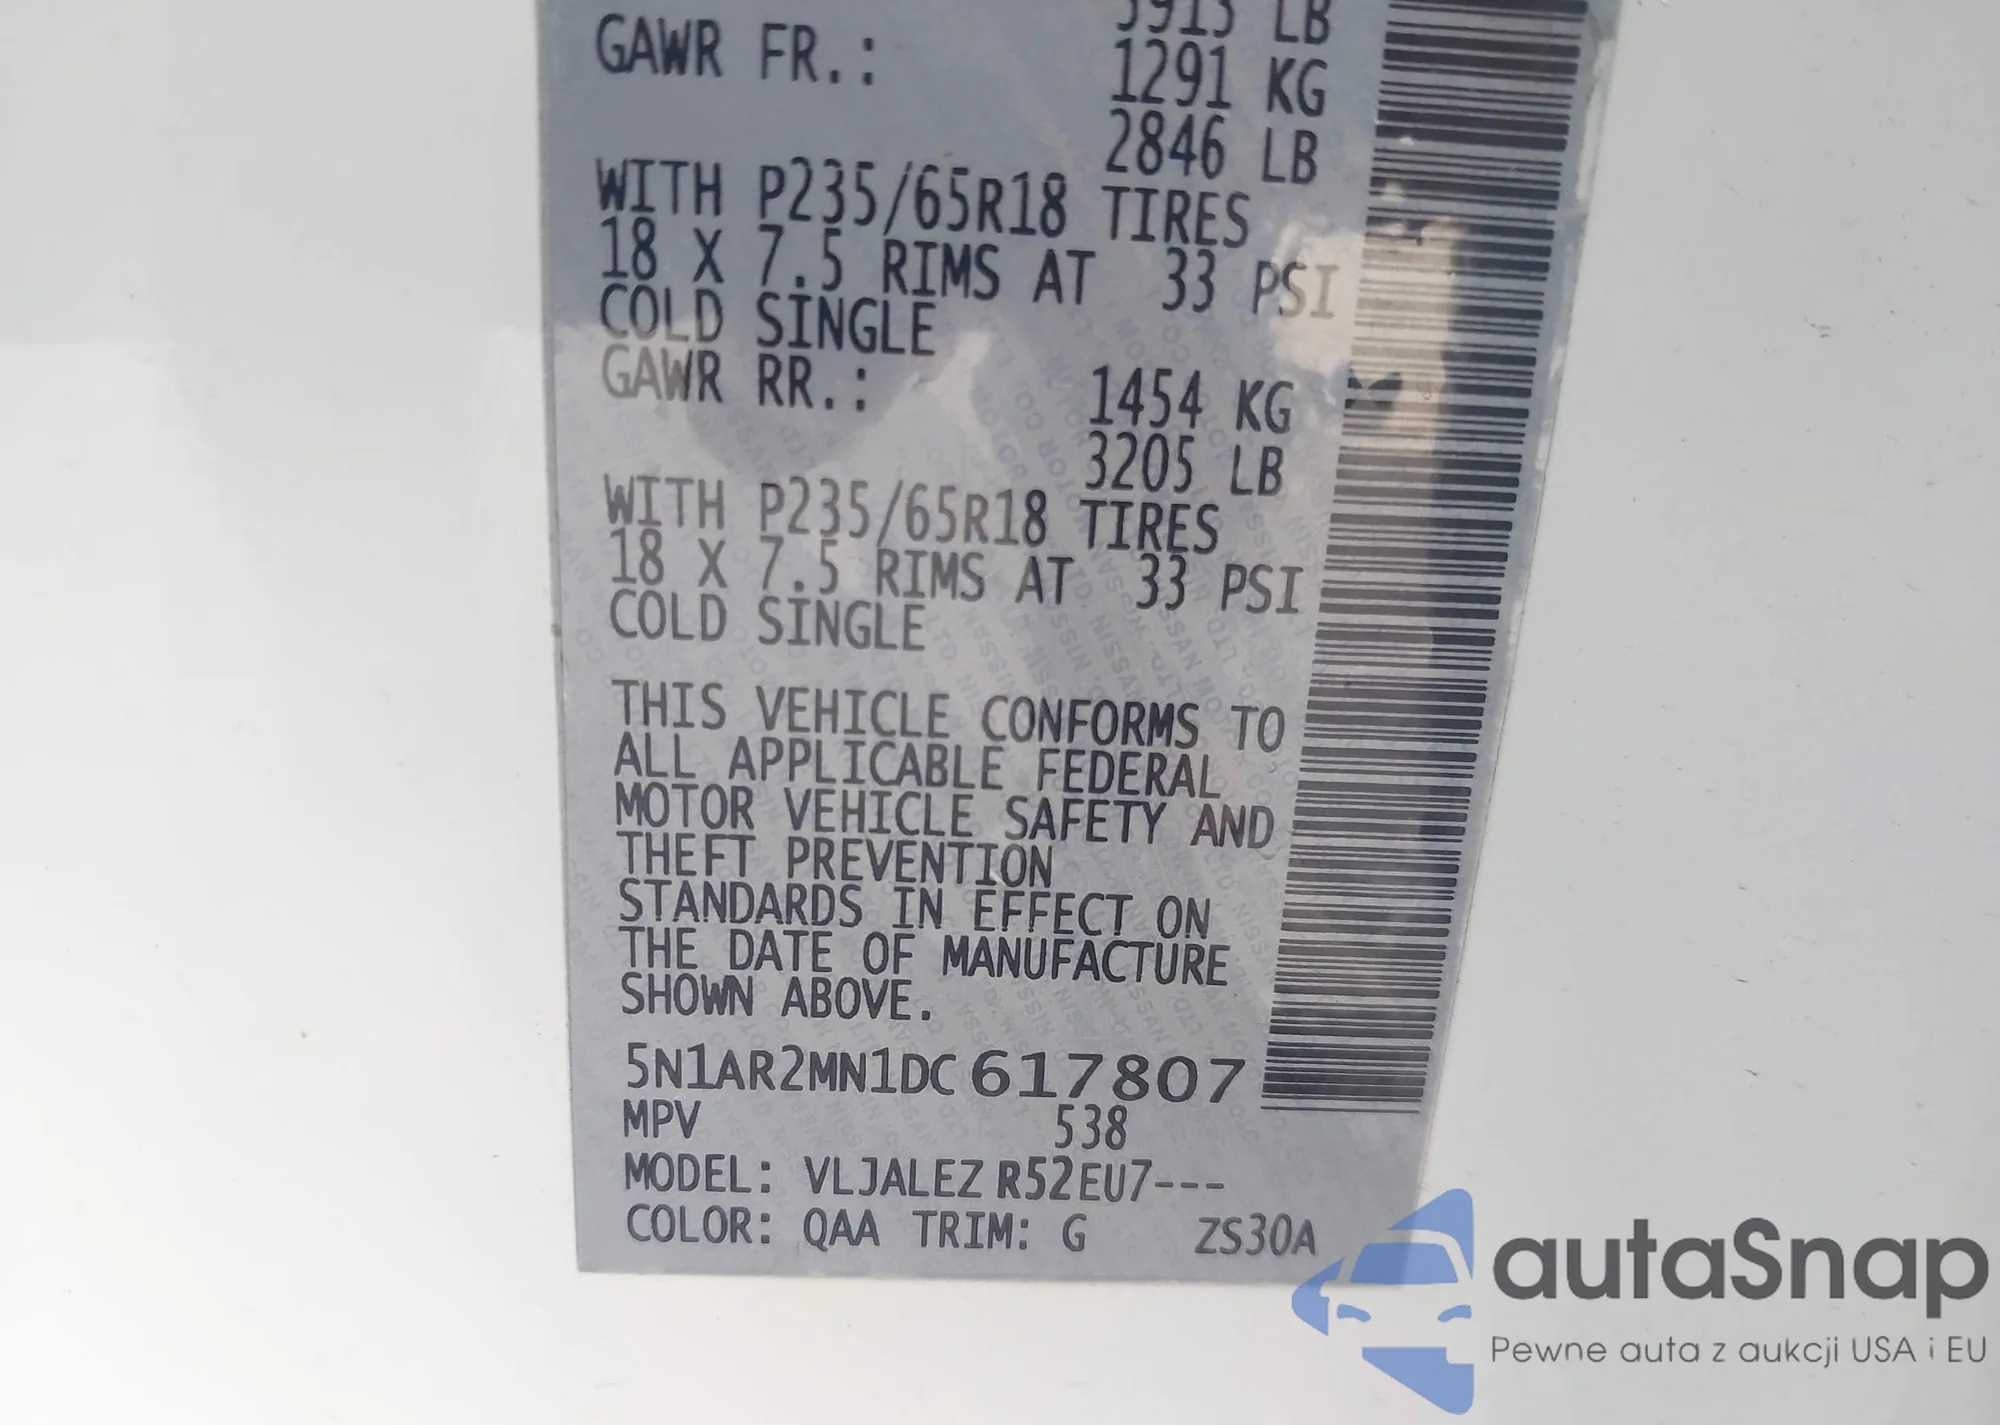 5913 LB
GAWR FR.: 1291 KG
2846 LB
WITH P235/65R18 TIRES
18 X 7.5 RIMS AT 33 PSI
COLD SINGLE
GAWR RR.: 1454 KG
3205 LB
WITH P235/65R18 TIRES
18 X 7.5 RIMS AT 33 PSI
COLD SINGLE
THIS VEHICLE CONFORMS TO
ALL APPLICABLE FEDERAL
MOTOR VEHICLE SAFETY AND
THEFT PREVENTION
STANDARDS IN EFFECT ON
THE DATE OF MANUFACTURE
SHOWN ABOVE.
5N1AR2MN1DC617807
MPV 538
MODEL: VLJALEZ R52EU7---
COLOR: QAA TRIM: G ZS30A
autaSnap
Pewne auta z aukcji USA i EU